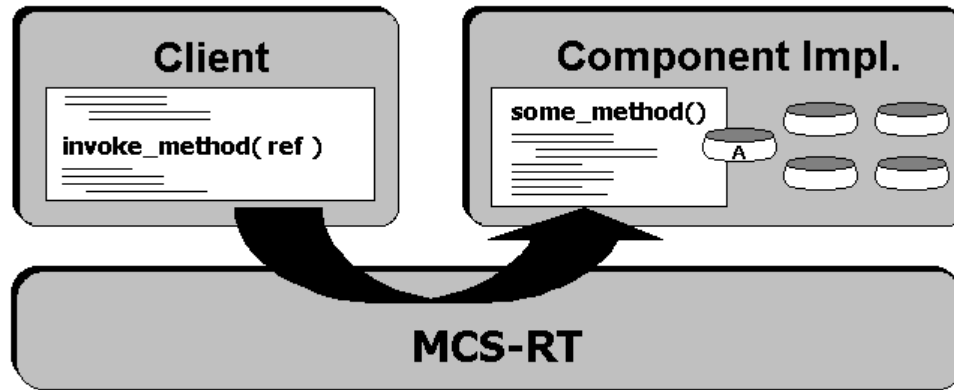 Client
invoke_method( ref )
Component Impl.
some_method()
A
MCS-RT